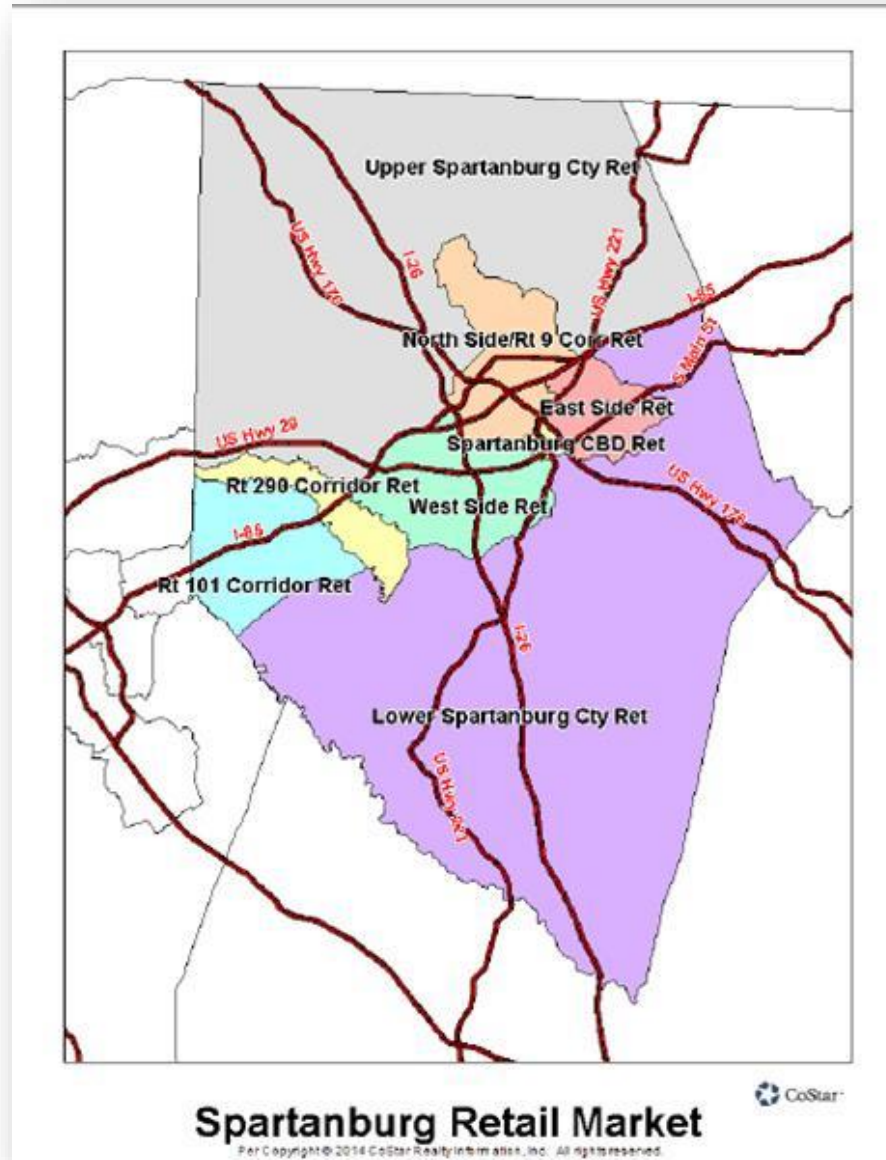 Upper Spartanburg Cty Ret
US Hwy 221
I-26
US Hwy 176
I-85
North Side/Rt 9 Corr Ret
S Main St
East Side Ret
US Hwy 29
Spartanburg CBD Ret
Rt 290 Corridor Ret
West Side Ret
US Hwy 176
I-85
Rt 101 Corridor Ret
I-26
Lower Spartanburg Cty Ret
US Hwy 221
CoStar
Spartanburg Retail Market
Per Copyright © 2014 CoStar Realty Information, Inc. All rights reserved.